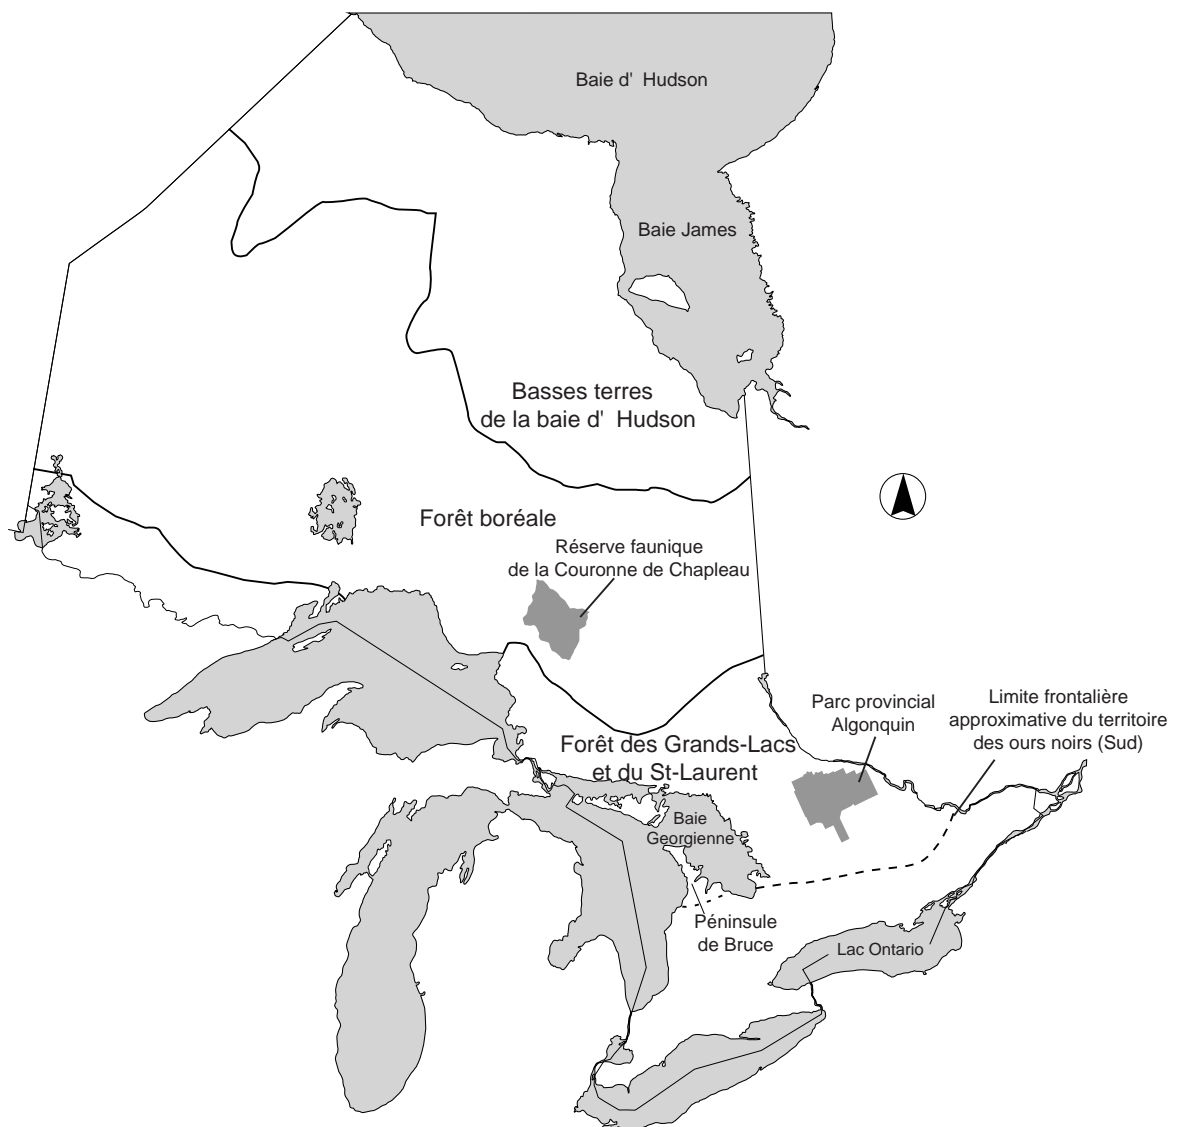 Baie d' Hudson
Baie James
Basses terres
de la baie d' Hudson
Forêt boréale
Réserve faunique
de la Couronne de Chapleau
Parc provincial
Algonquin
Limite frontalière
approximative du territoire
des ours noirs (Sud)
Forêt des Grands-Lacs
et du St-Laurent
Baie
Georgienne
Péninsule
de Bruce
Lac Ontario